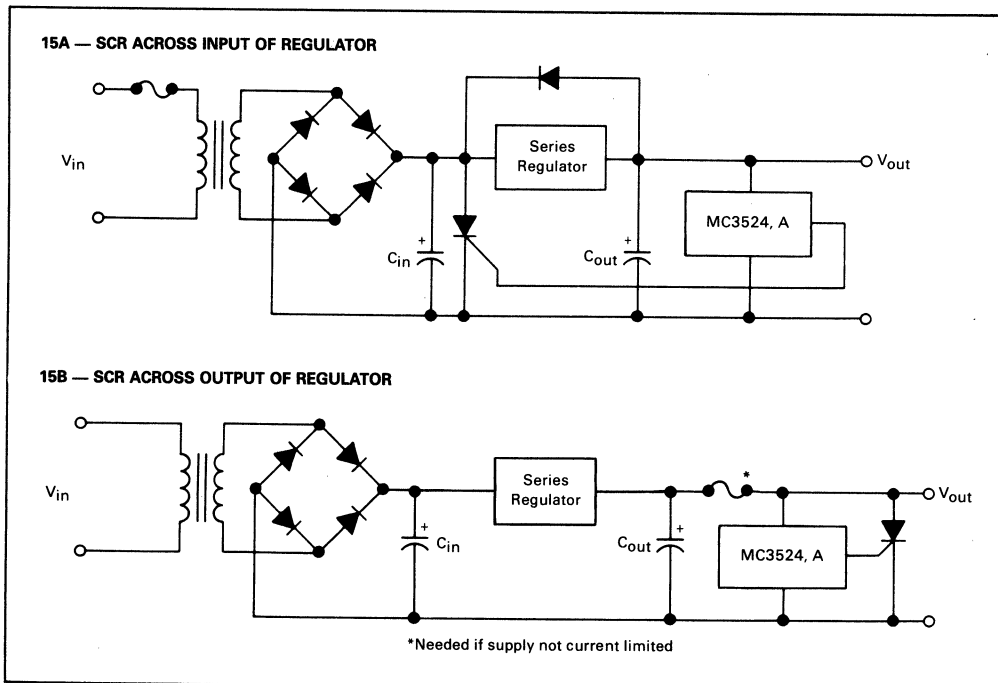 15A — SCR ACROSS INPUT OF REGULATOR
Vin
Series
Regulator
Vout
MC3524, A
+
Cin
+
Cout
15B — SCR ACROSS OUTPUT OF REGULATOR
Vin
Series
Regulator
*
Vout
+
Cin
+
Cout
MC3524, A
*Needed if supply not current limited